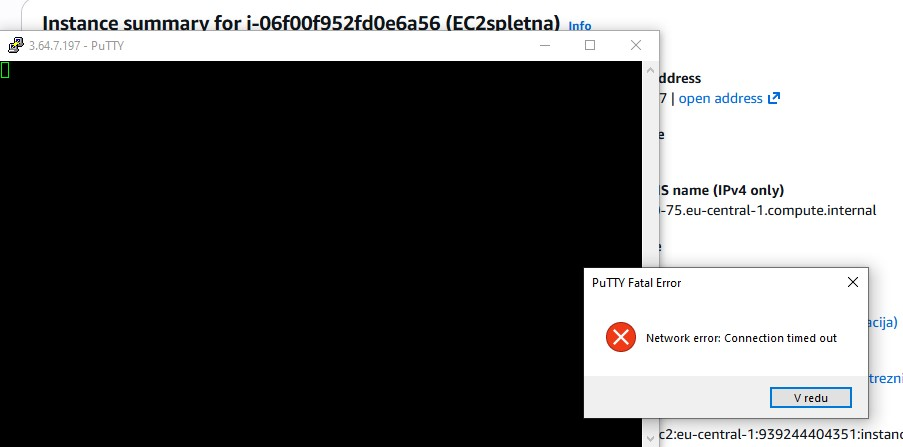 Instance summary for i-06f00f952fd0e6a56 (EC2spletna) Info
3.64.7.197 - PuTTY
ddress
7 | open address
e
S name (IPv4 only)
-75.eu-central-1.compute.internal
e
PuTTY Fatal Error
Network error: Connection timed out
V redu
acija)
trezni
c2:eu-central-1:939244404351:instanc